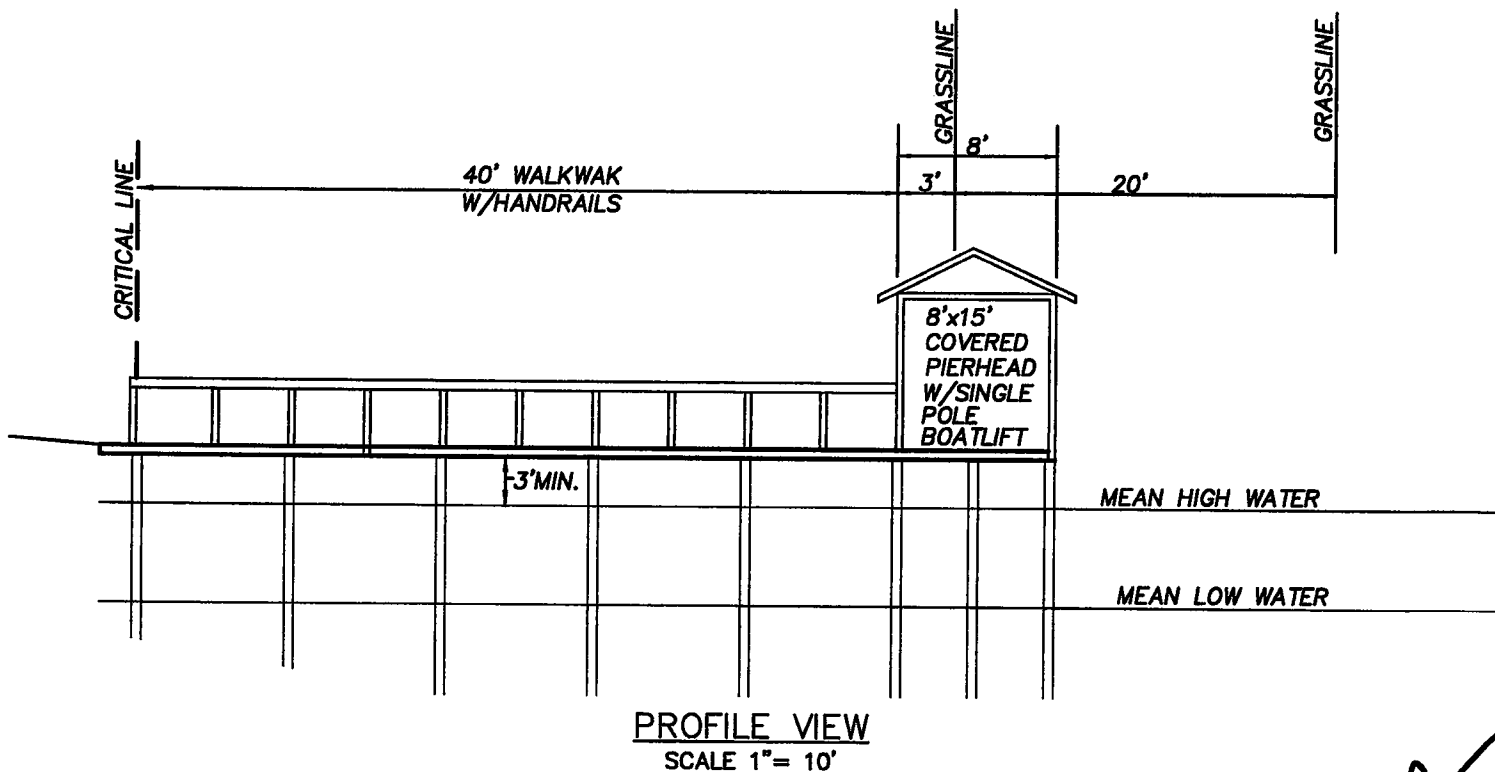 CRITICAL LINE
40' WALKWAK
W/HANDRAILS
GRASSLINE
8'
3'
20'
GRASSLINE
8'x15'
COVERED
PIERHEAD
W/SINGLE
POLE
BOATLIFT
3'MIN.
MEAN HIGH WATER
MEAN LOW WATER
PROFILE VIEW
SCALE 1"= 10'